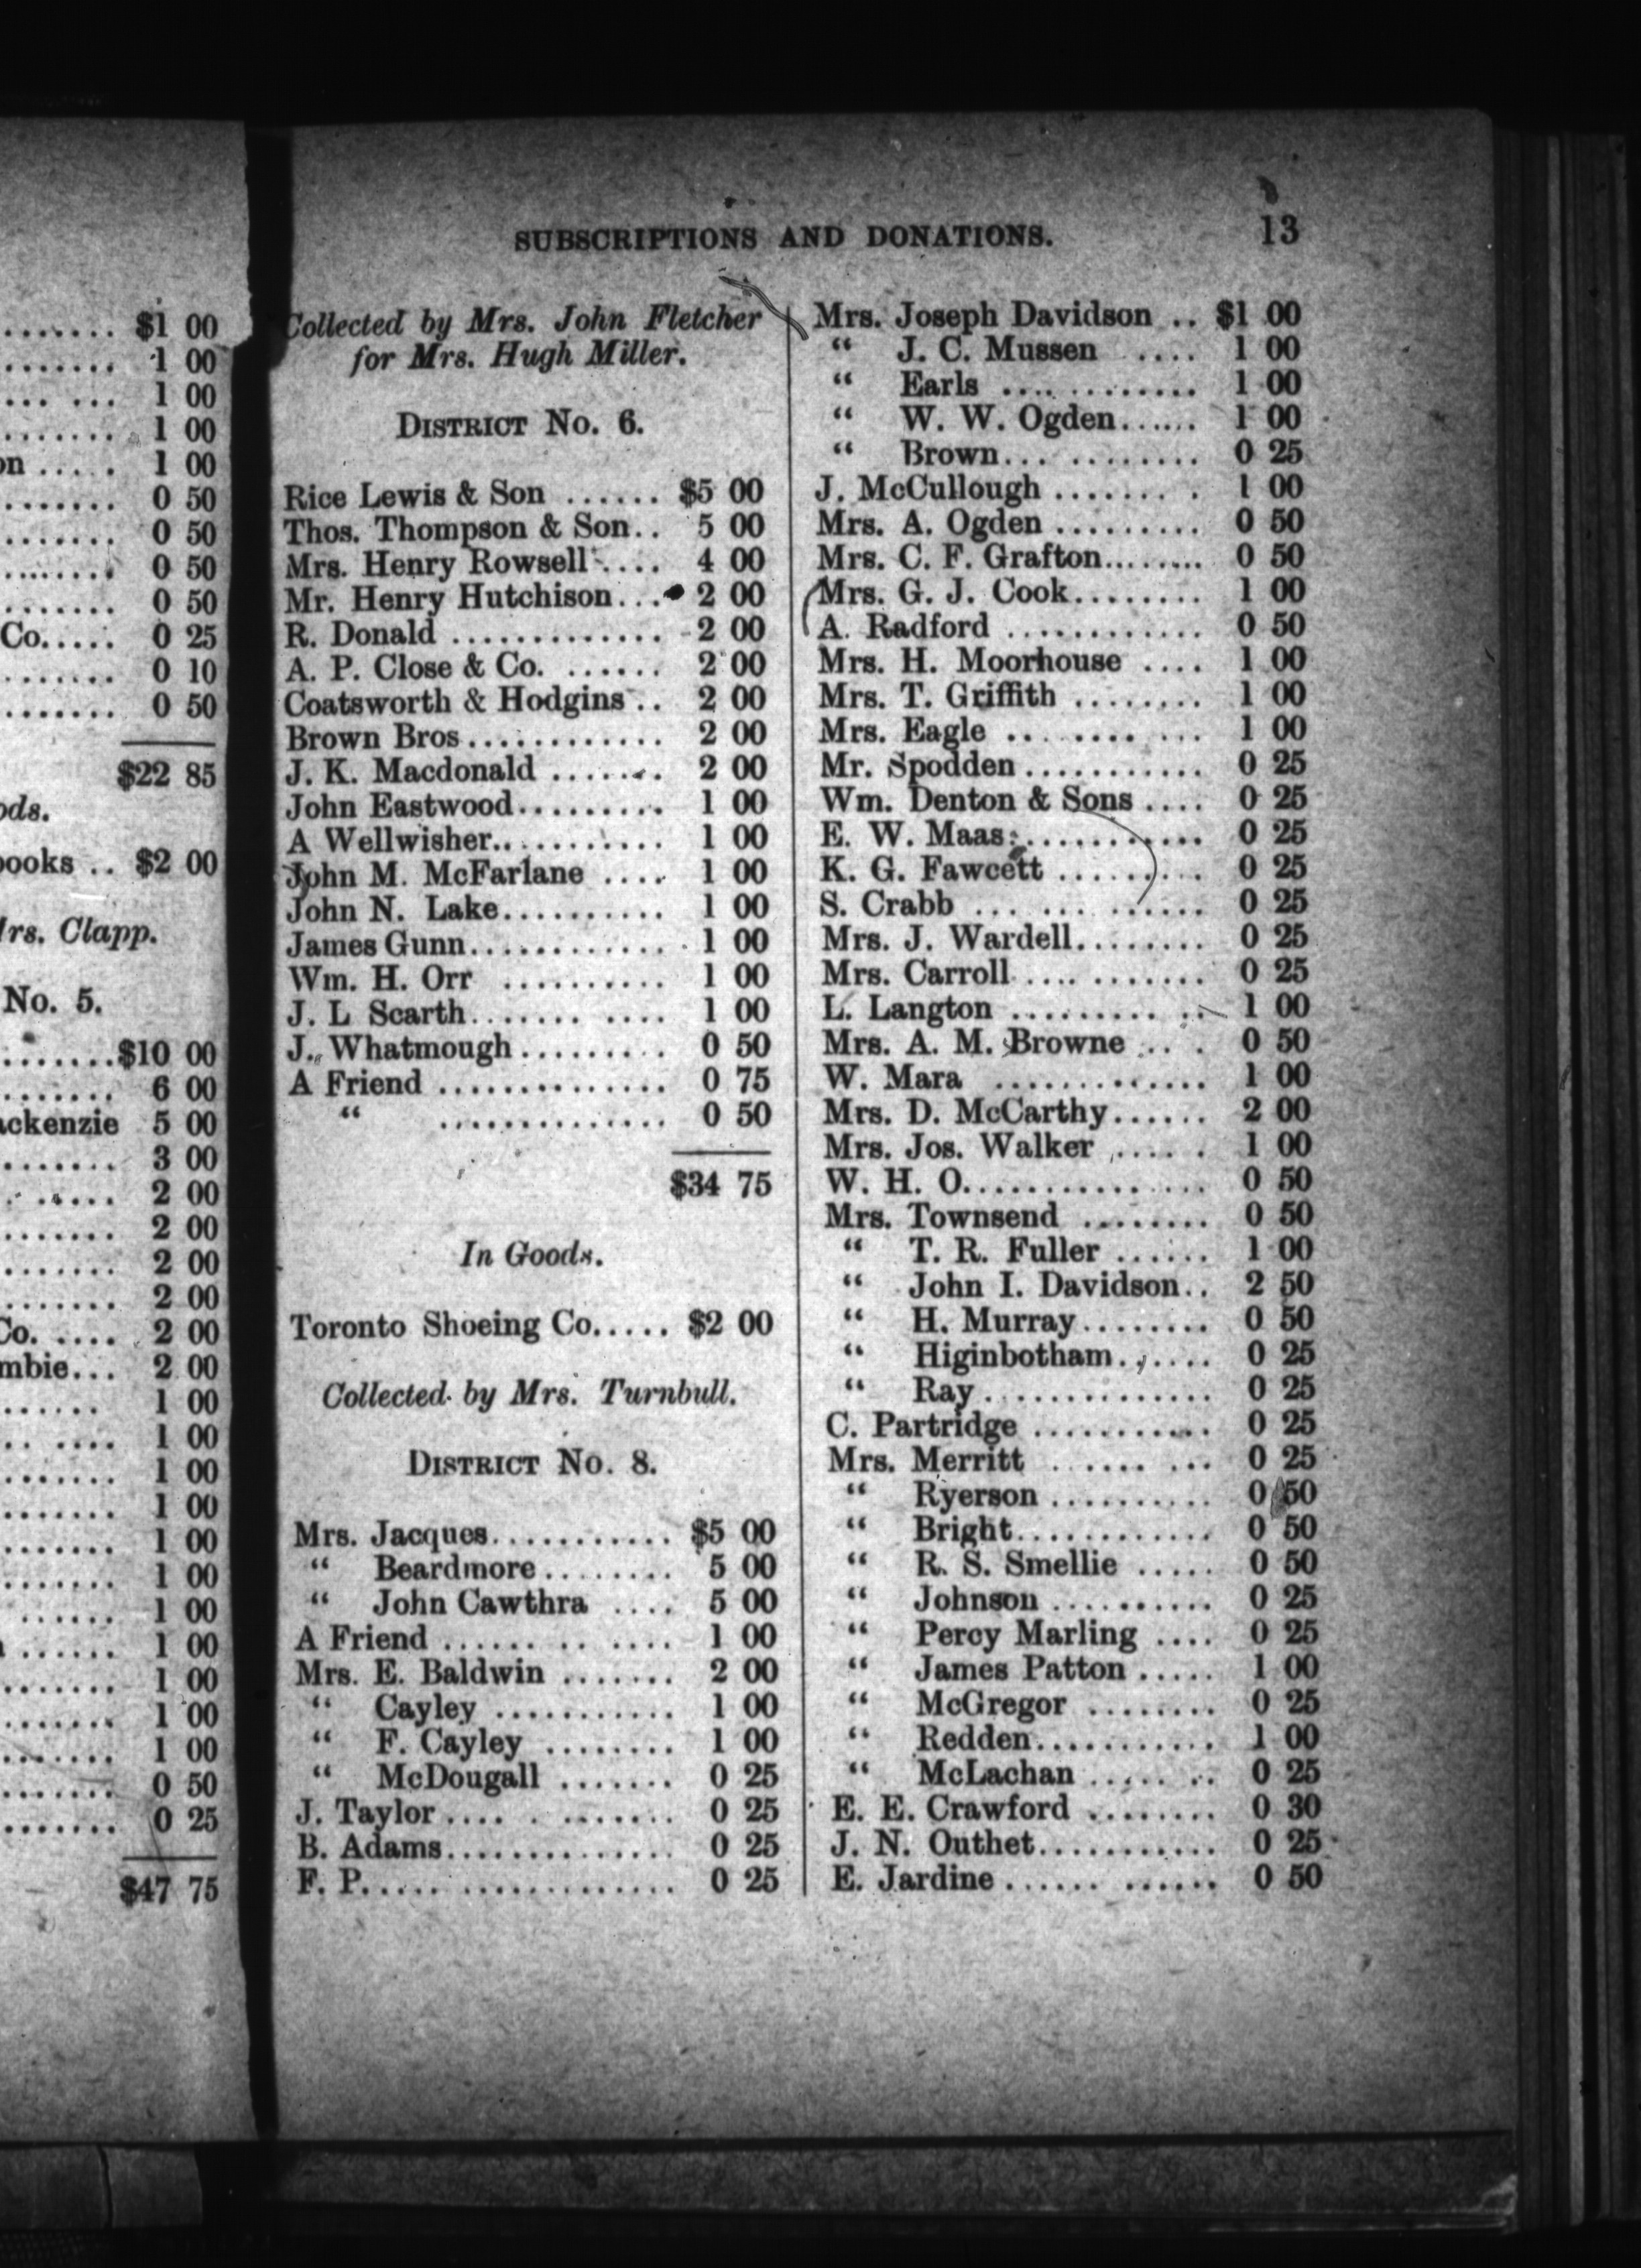 $1 00
1 00
1 00
1 00
on ..... 1 00
0 50
0 50
0 50
0 50
Co..... 0 25
0 10
0 50
$22 85
ods.
books .. $2 00
Mrs. Clapp.
No. 5.
$10 00
6 00
ackenzie 5 00
3 00
2 00
2 00
2 00
2 00
Co. .... 2 00
mbie... 2 00
1 00
1 00
1 00
1 00
1 00
1 00
1 00
1 00
1 00
1 00
1 00
0 50
0 25
$47 75
SUBSCRIPTIONS AND DONATIONS. 13
Collected by Mrs. John Fletcher
for Mrs. Hugh Miller.
DISTRICT No. 6.
Rice Lewis & Son ...... $5 00
Thos. Thompson & Son.. 5 00
Mrs. Henry Rowsell .... 4 00
Mr. Henry Hutchison... 2 00
R. Donald ............. 2 00
A. P. Close & Co. ...... 2 00
Coatsworth & Hodgins .. 2 00
Brown Bros............ 2 00
J. K. Macdonald ....... 2 00
John Eastwood......... 1 00
A Wellwisher.......... 1 00
John M. McFarlane .... 1 00
John N. Lake.......... 1 00
James Gunn............ 1 00
Wm. H. Orr .......... 1 00
J. L Scarth....... .... 1 00
J. Whatmough......... 0 50
A Friend .............. 0 75
“ .............. 0 50
$34 75
In Goods.
Toronto Shoeing Co..... $2 00
Collected by Mrs. Turnbull.
DISTRICT No. 8.
Mrs. Jacques........... $5 00
“ Beardmore........ 5 00
“ John Cawthra .... 5 00
A Friend ...... .. .... 1 00
Mrs. E. Baldwin ....... 2 00
“ Cayley ........... 1 00
“ F. Cayley ........ 1 00
“ McDougall ....... 0 25
J. Taylor.... . ....... 0 25
B. Adams.............. 0 25
F. P..... .............. 0 25
Mrs. Joseph Davidson .. $1 00
“ J. C. Mussen .... 1 00
“ Earls ............ 1 00
“ W. W. Ogden...... 1 00
“ Brown... ........ 0 25
J. McCullough ....... . 1 00
Mrs. A. Ogden ......... 0 50
Mrs. C. F. Grafton........ 0 50
Mrs. G. J. Cook........ 1 00
A. Radford ............ 0 50
Mrs. H. Moorhouse .... 1 00
Mrs. T. Griffith ........ 1 00
Mrs. Eagle ........ ... 1 00
Mr. Spodden........... 0 25
Wm. Denton & Sons .... 0 25
E. W. Maas............ 0 25
K. G. Fawcett ......... 0 25
S. Crabb ... ... ...... 0 25
Mrs. J. Wardell........ 0 25
Mrs. Carroll ........... 0 25
L. Langton ......... .. 1 00
Mrs. A. M. Browne ... . 0 50
W. Mara ............. 1 00
Mrs. D. McCarthy...... 2 00
Mrs. Jos. Walker ..... . 1 00
W. H. O............... 0 50
Mrs. Townsend ........ 0 50
“ T. R. Fuller ...... 1 00
“ John I. Davidson.. 2 50
“ H. Murray........ 0 50
“ Higinbotham...... 0 25
“ Ray.............. 0 25
C. Partridge ........... 0 25
Mrs. Merritt ...... ... 0 25
“ Ryerson .......... 0 50
“ Bright............ 0 50
“ R. S. Smellie ..... 0 50
“ Johnson .......... 0 25
“ Percy Marling .... 0 25
“ James Patton ..... 1 00
“ McGregor ........ 0 25
“ Redden........... 1 00
“ McLachan ..... .. 0 25
E. E. Crawford ........ 0 30
J. N. Outhet........... 0 25
E. Jardine ...... ...... 0 50